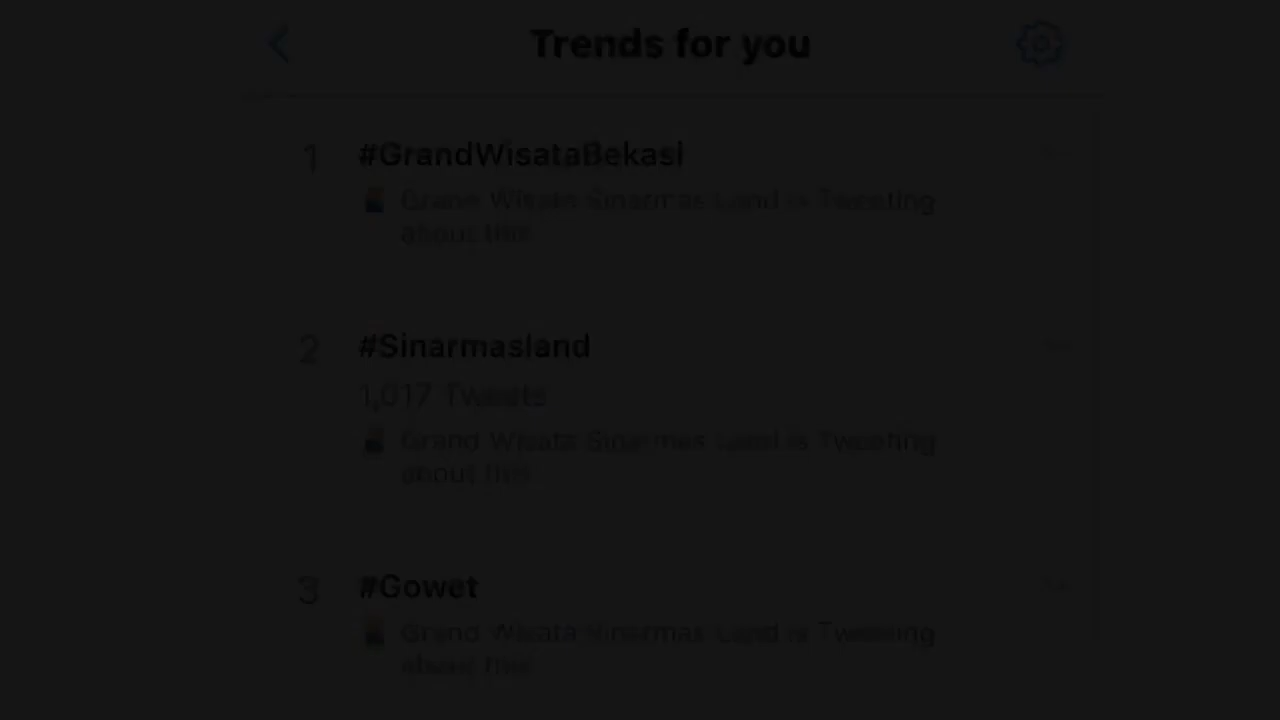 Trends for you
1 #GrandWisataBekasi
Grand Wisata Sinarmas Land is Tweeting
about this
2 #Sinarmasland
1,017 Tweets
Grand Wisata Sinarmas Land is Tweeting
about this
3 #Gowet
Grand Wisata Sinarmas Land is Tweeting
about this